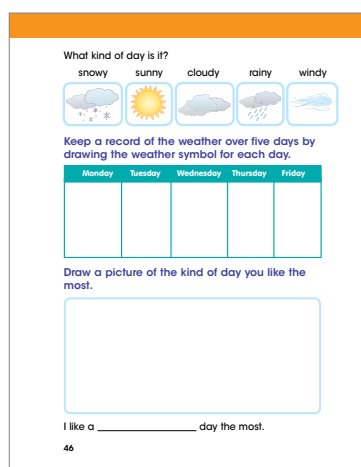 What kind of day is it?
snowy sunny cloudy rainy windy
Keep a record of the weather over five days by
drawing the weather symbol for each day.
Monday Tuesday Wednesday Thursday Friday
Draw a picture of the kind of day you like the
most.
I like a ____________________ day the most.
46